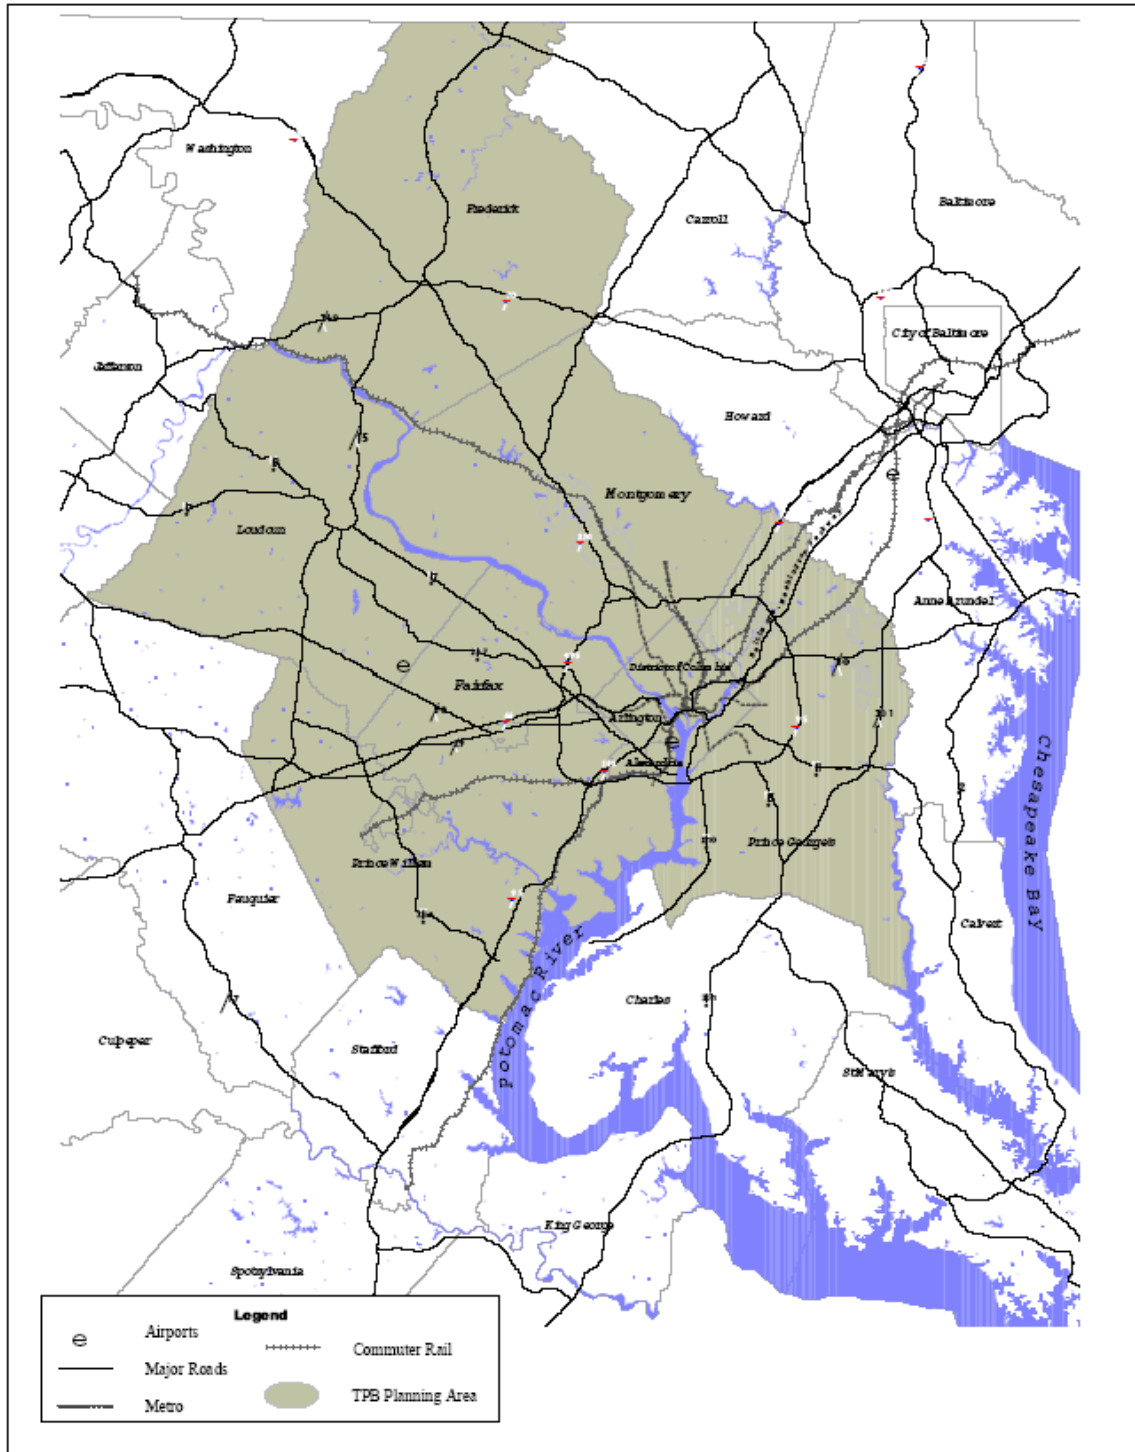 Washington
Frederick
Carroll
Baltimore
City of Baltimore
Jefferson
Howard
Montgomery
Loudoun
Anne Arundel
District of Columbia
Fairfax
Arlington
Alexandria
Chesapeake Bay
Prince George's
Prince William
Fauquier
Calvert
Potomac River
Charles
Culpeper
Stafford
St Mary's
King George
Spotsylvania
Legend
e Airports
Major Roads
Metro
Commuter Rail
TPB Planning Area